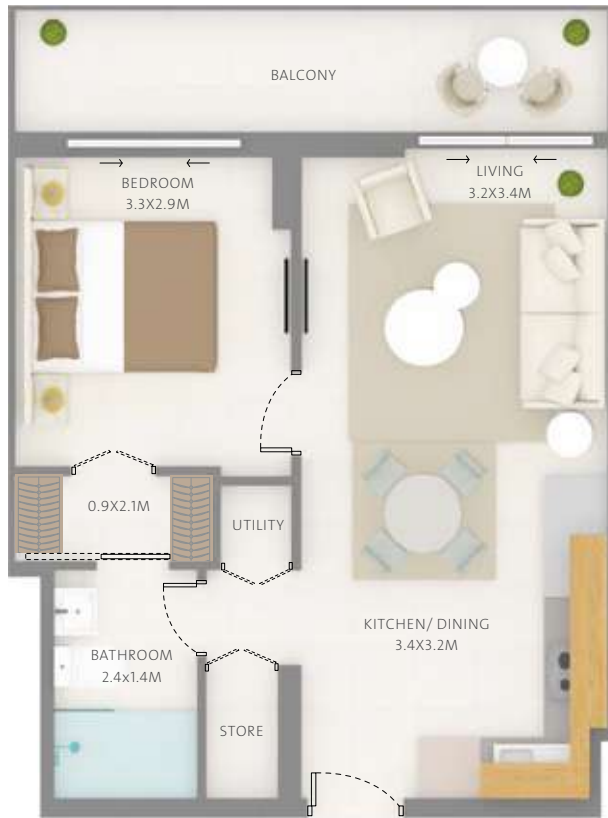 BALCONY
BEDROOM
3.3X2.9M
LIVING
3.2X3.4M
0.9X2.1M
UTILITY
KITCHEN/ DINING
3.4X3.2M
BATHROOM
2.4x1.4M
STORE